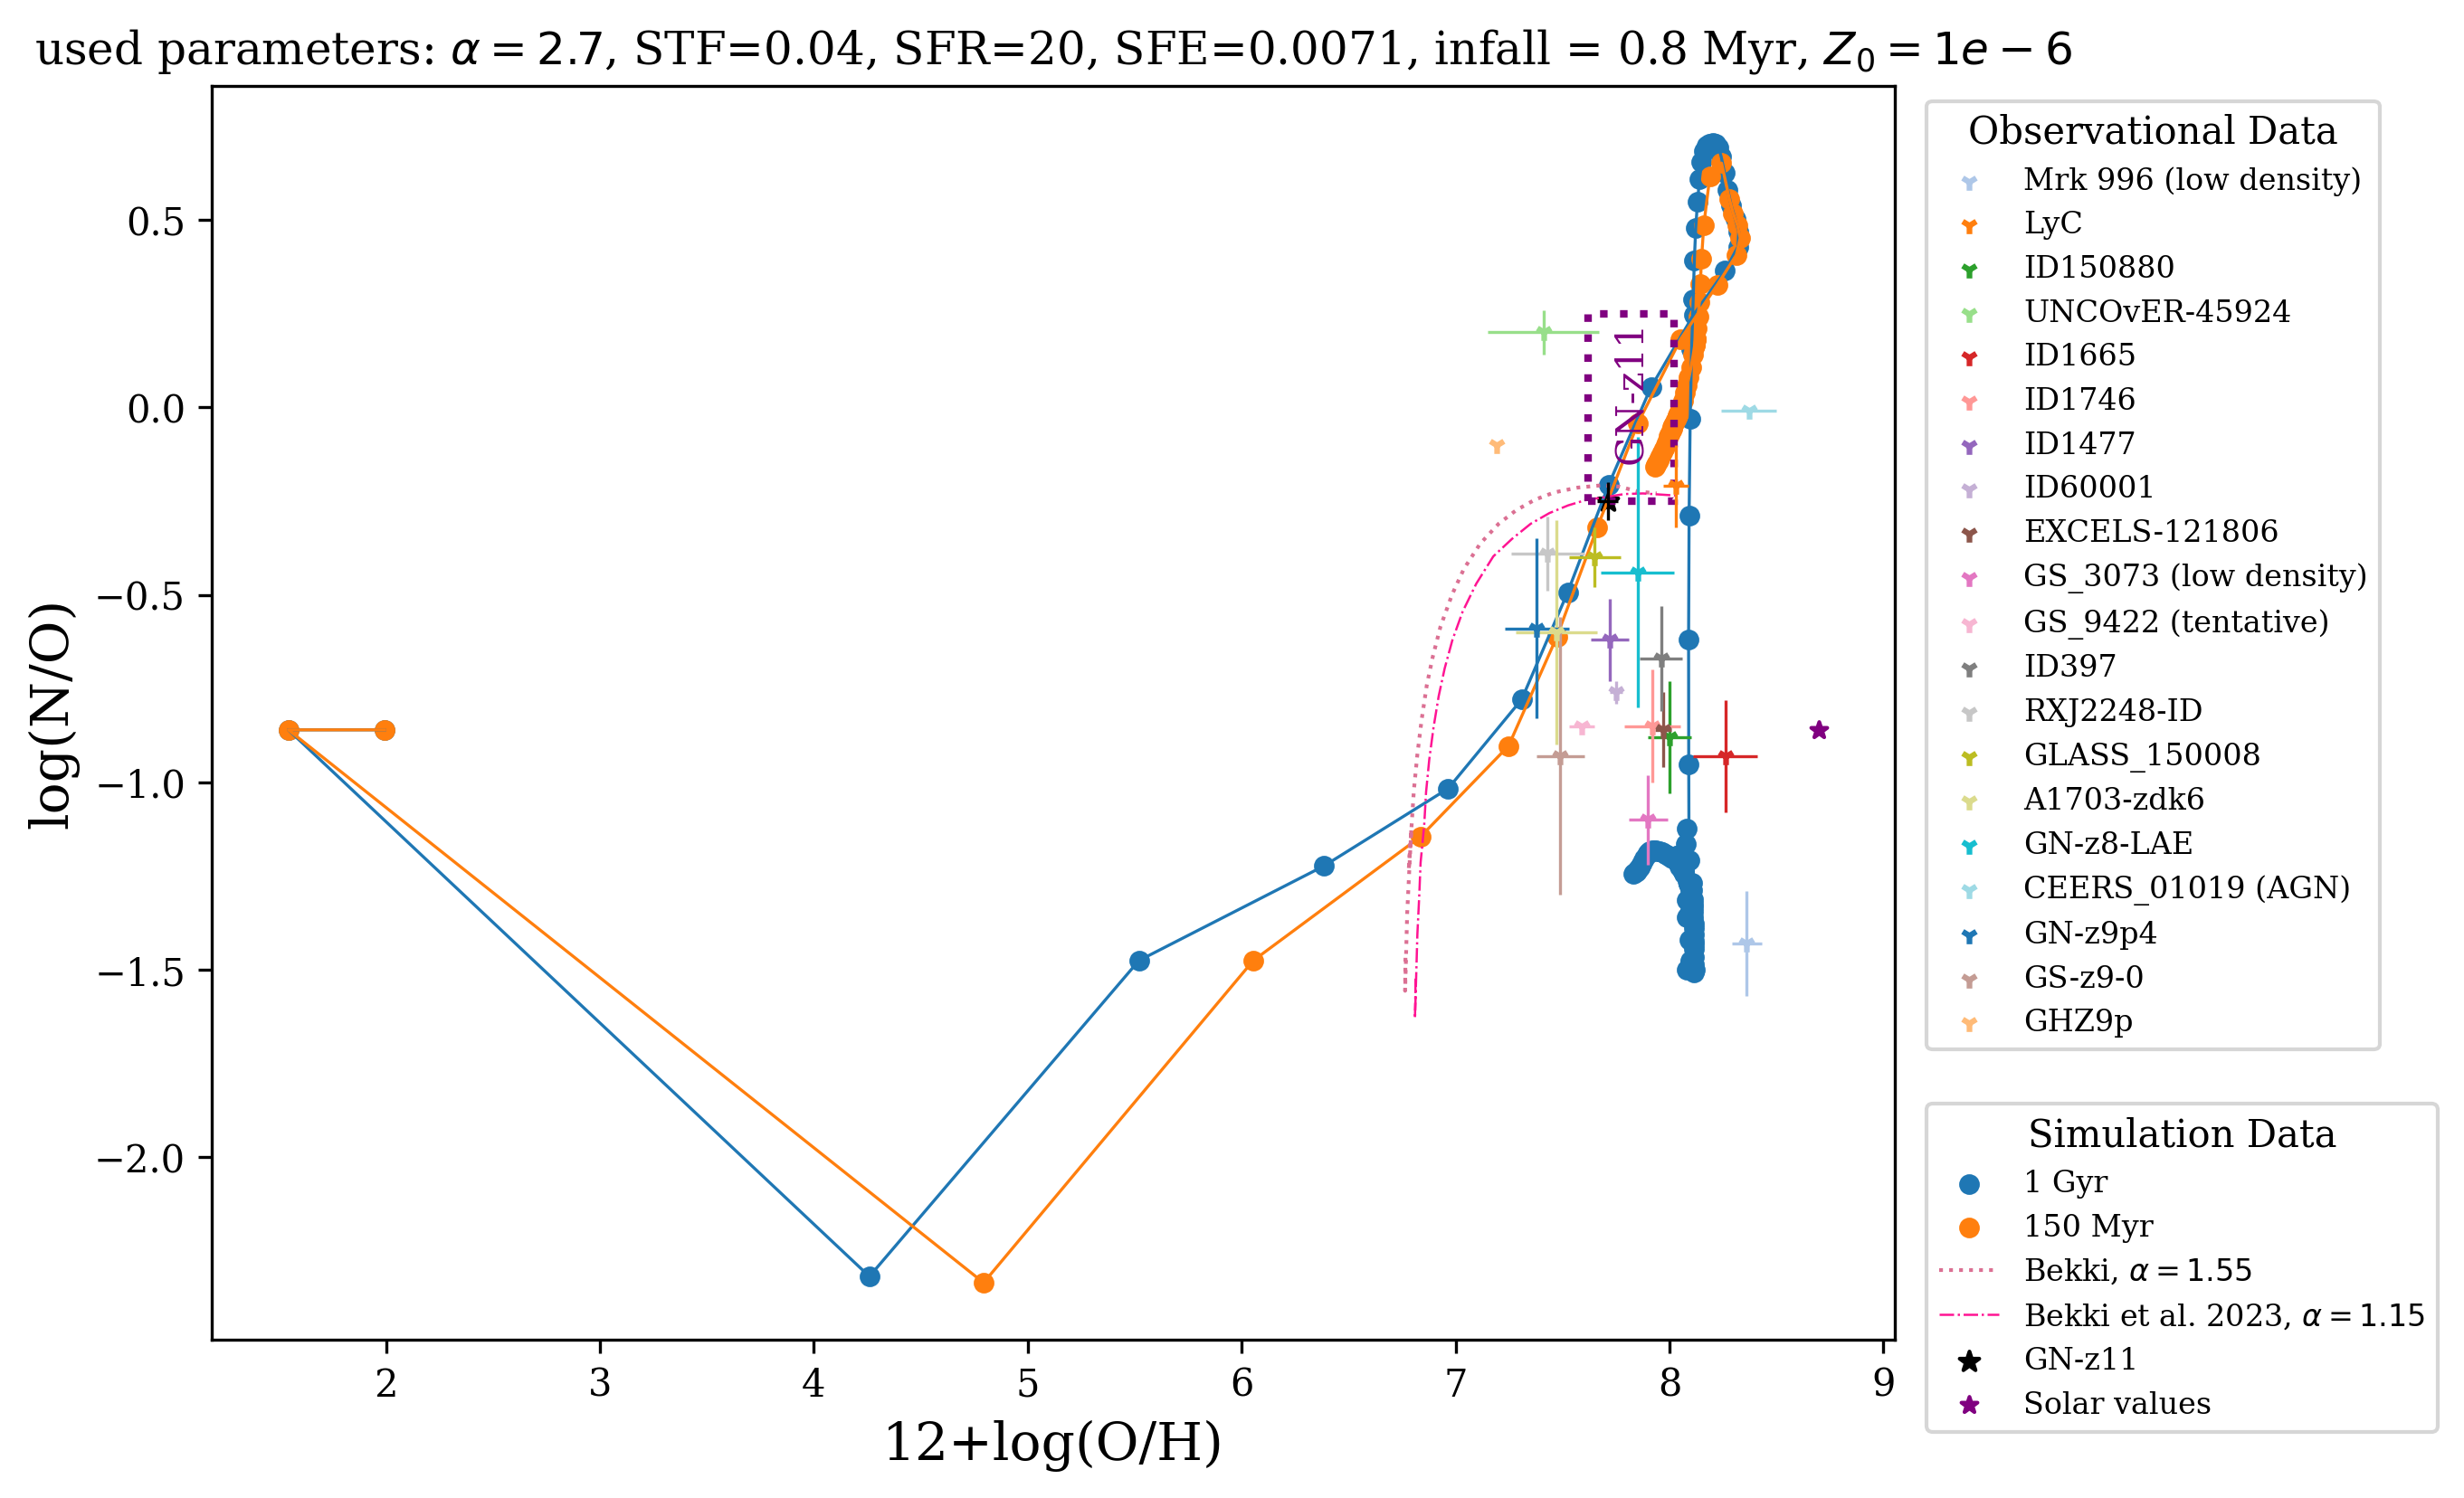 used parameters: α = 2.7, STF=0.04, SFR=20, SFE=0.0071, infall = 0.8 Myr, Z₀ = 1e − 6
log(N/O)
0.5
0.0
−0.5
−1.0
−1.5
−2.0
GN-z11
2
3
4
5
6
7
8
9
12+log(O/H)
Observational Data
Mrk 996 (low density)
LyC
ID150880
UNCOvER-45924
ID1665
ID1746
ID1477
ID60001
EXCELS-121806
GS_3073 (low density)
GS_9422 (tentative)
ID397
RXJ2248-ID
GLASS_150008
A1703-zdk6
GN-z8-LAE
CEERS_01019 (AGN)
GN-z9p4
GS-z9-0
GHZ9p
Simulation Data
1 Gyr
150 Myr
Bekki, α = 1.55
Bekki et al. 2023, α = 1.15
GN-z11
Solar values